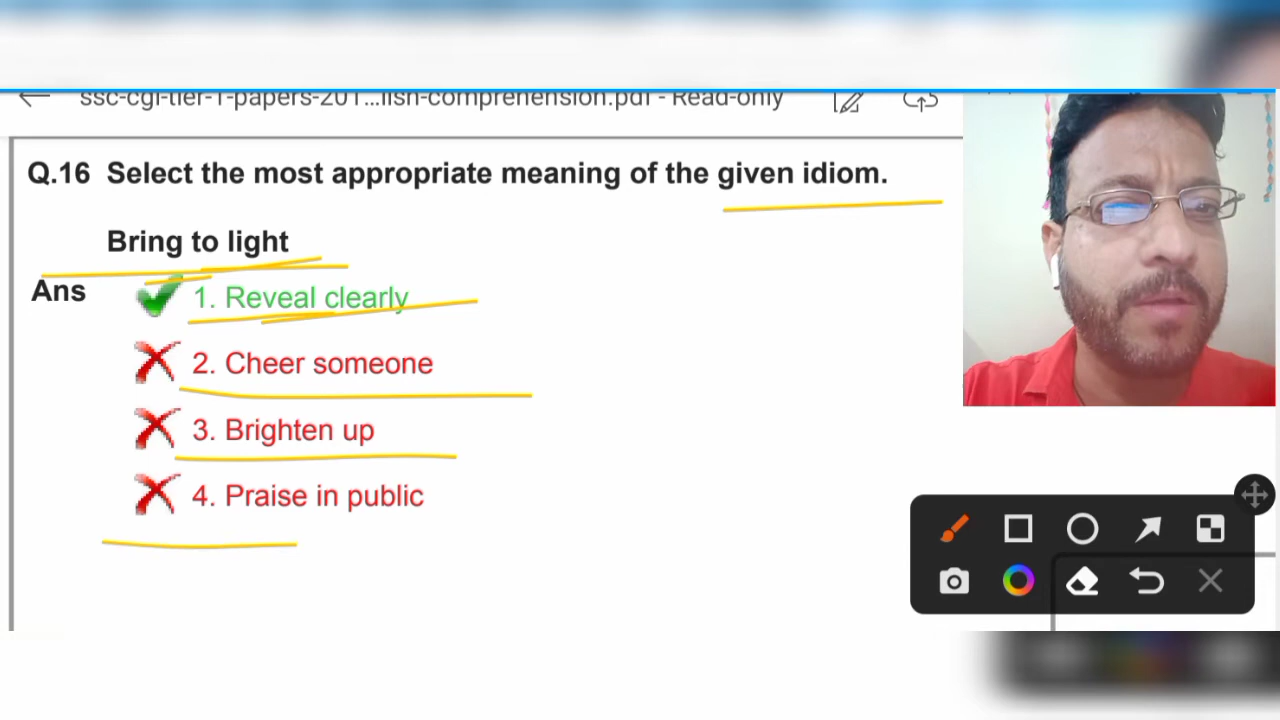 ssc-cgl-tier-1-papers-201...lish-comprehension.pdf - Read-only
Q.16 Select the most appropriate meaning of the given idiom.
Bring to light
Ans 1. Reveal clearly
2. Cheer someone
3. Brighten up
4. Praise in public